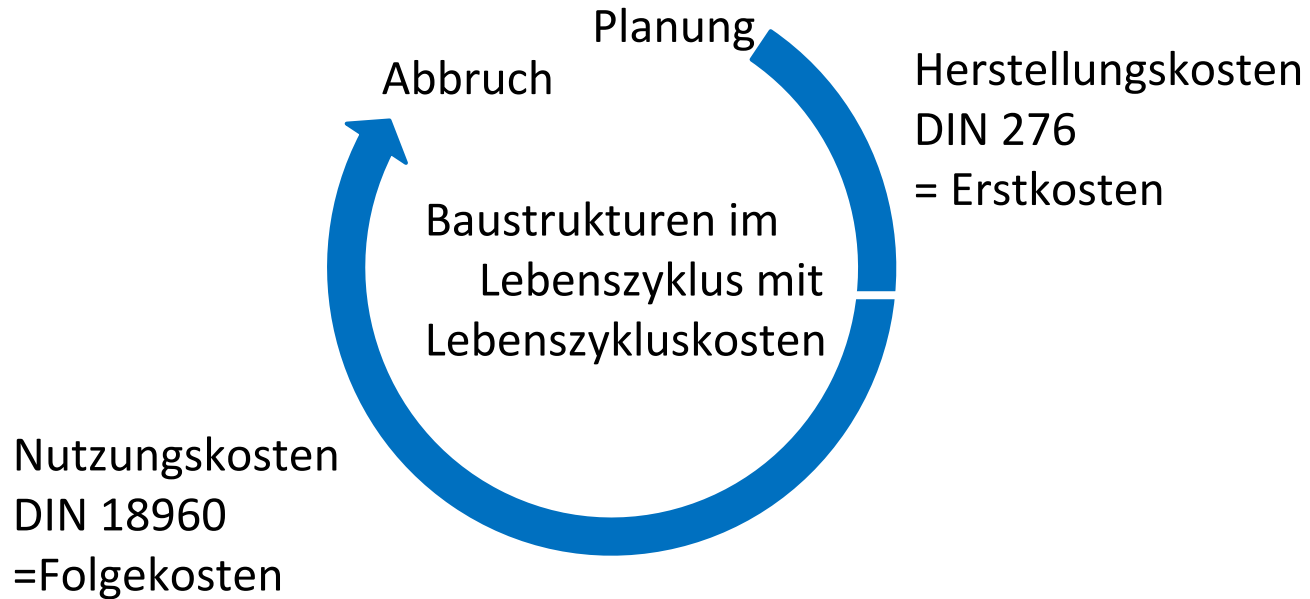 Planung
Abbruch
Herstellungskosten
DIN 276
= Erstkosten
Baustrukturen im
Lebenszyklus mit
Lebenszykluskosten
Nutzungskosten
DIN 18960
=Folgekosten